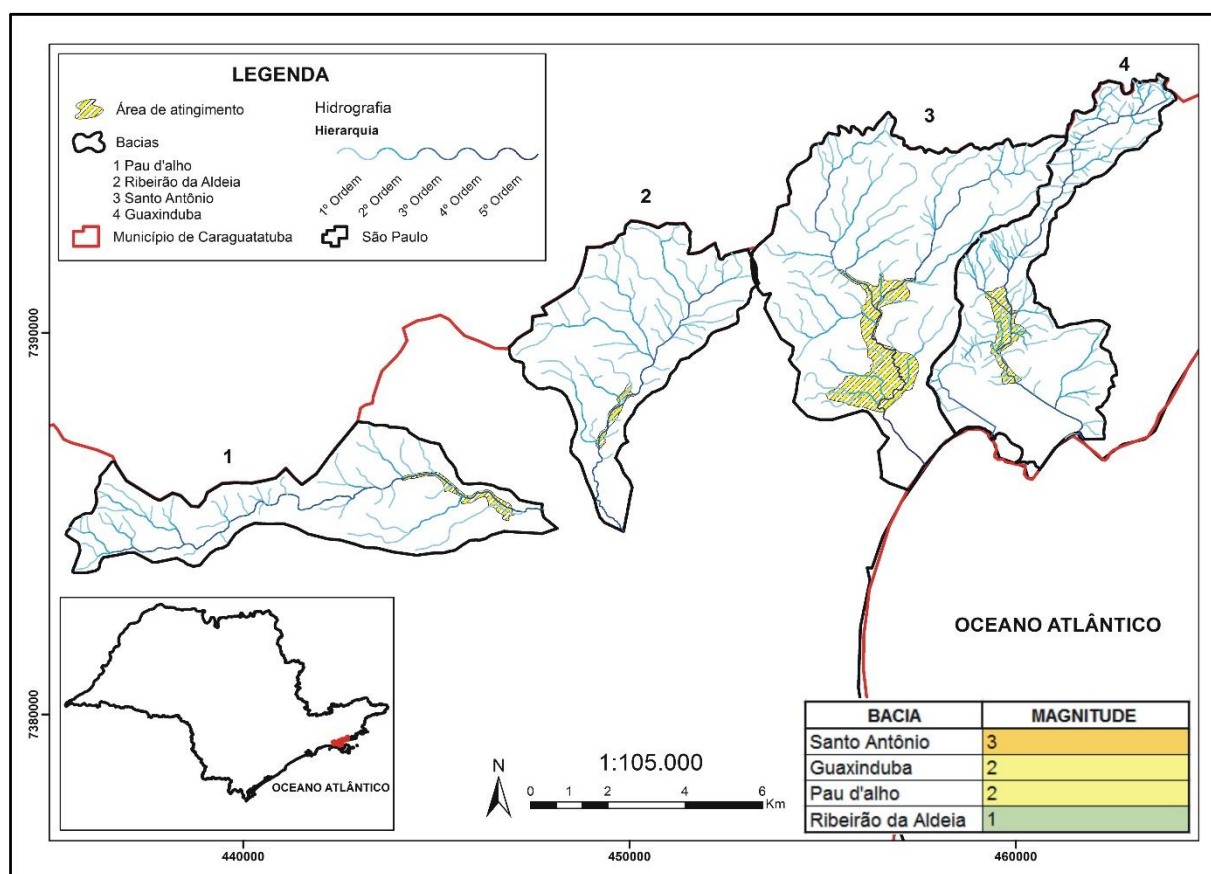 LEGENDA
Área de atingimento
Bacias
1 Pau d'alho
2 Ribeirão da Aldeia
3 Santo Antônio
4 Guaxinduba
Município de Caraguatatuba
Hidrografia
Hierarquia
1º Ordem
2º Ordem
3º Ordem
4º Ordem
5º Ordem
São Paulo
4
3
2
1
7390000
7380000
OCEANO ATLÂNTICO
OCEANO ATLÂNTICO
N
1:105.000
0 1 2 4 6
Km
BACIA MAGNITUDE
Santo Antônio 3
Guaxinduba 2
Pau d'alho 2
Ribeirão da Aldeia 1
440000 450000 460000